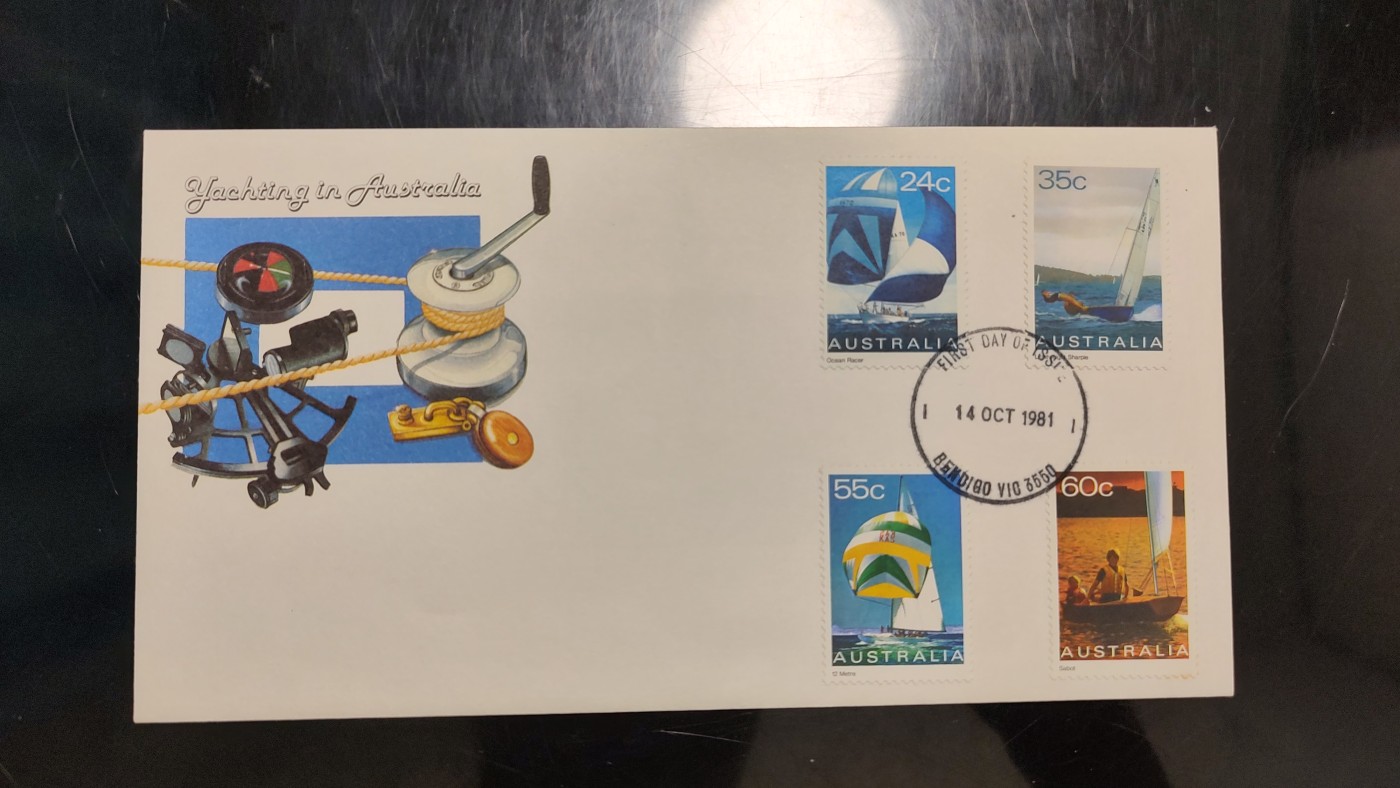 Yachting in Australia
24c
AUSTRALIA
Ocean Racer
35c
AUSTRALIA
Sharpie
FIRST DAY OF ISSUE
14 OCT 1981
BENDIGO VIC 3550
55c
AUSTRALIA
12 Metre
60c
AUSTRALIA
Sabot